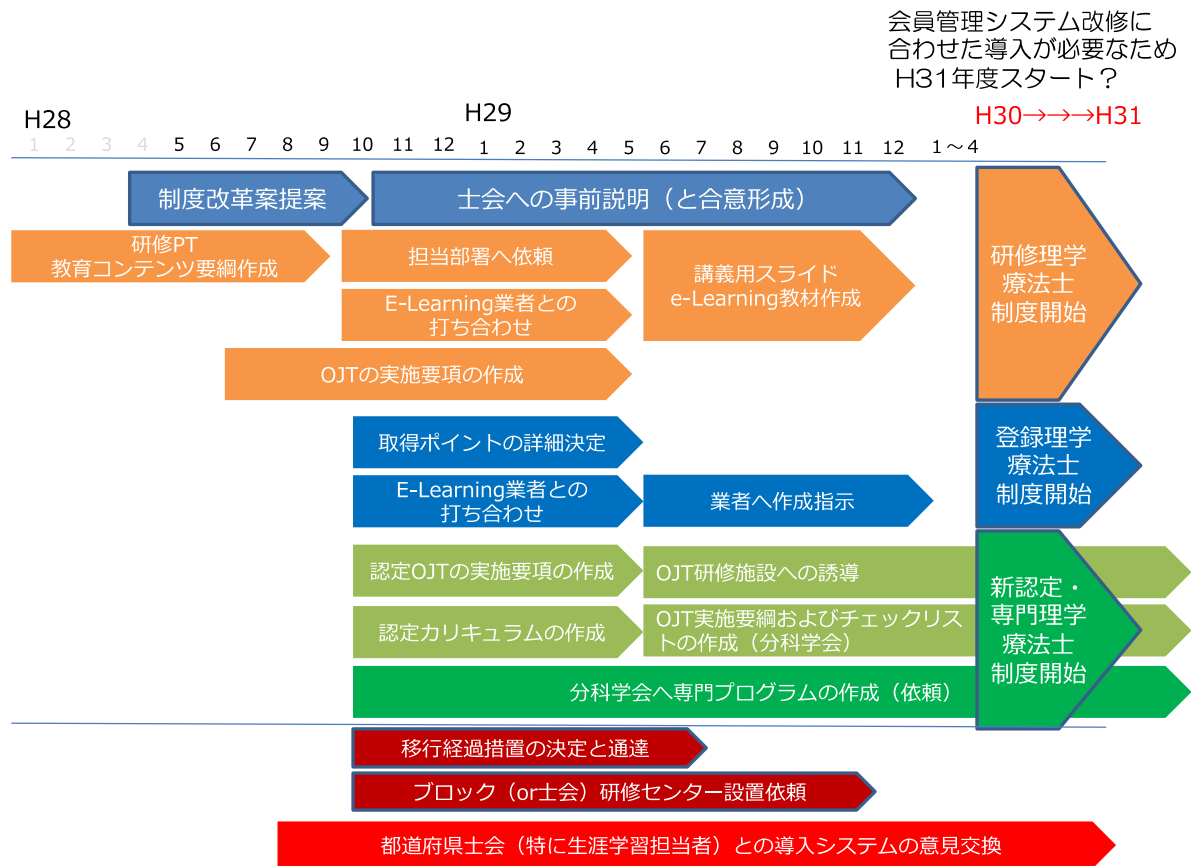 会員管理システム改修に
合わせた導入が必要なため
H31年度スタート？
H28
H29
H30→→→H31
1 2 3 4 5 6 7 8 9 10 11 12 1 2 3 4 5 6 7 8 9 10 11 12 1～4
制度改革案提案
士会への事前説明（と合意形成）
研修PT
教育コンテンツ要綱作成
担当部署へ依頼
E-Learning業者との
打ち合わせ
講義用スライド
e-Learning教材作成
OJTの実施要項の作成
研修理学
療法士
制度開始
取得ポイントの詳細決定
E-Learning業者との
打ち合わせ
業者へ作成指示
登録理学
療法士
制度開始
認定OJTの実施要項の作成
OJT研修施設への誘導
認定カリキュラムの作成
OJT実施要綱およびチェックリス
トの作成（分科学会）
分科学会へ専門プログラムの作成（依頼）
新認定・
専門理学
療法士
制度開始
移行経過措置の決定と通達
ブロック（or士会）研修センター設置依頼
都道府県士会（特に生涯学習担当者）との導入システムの意見交換